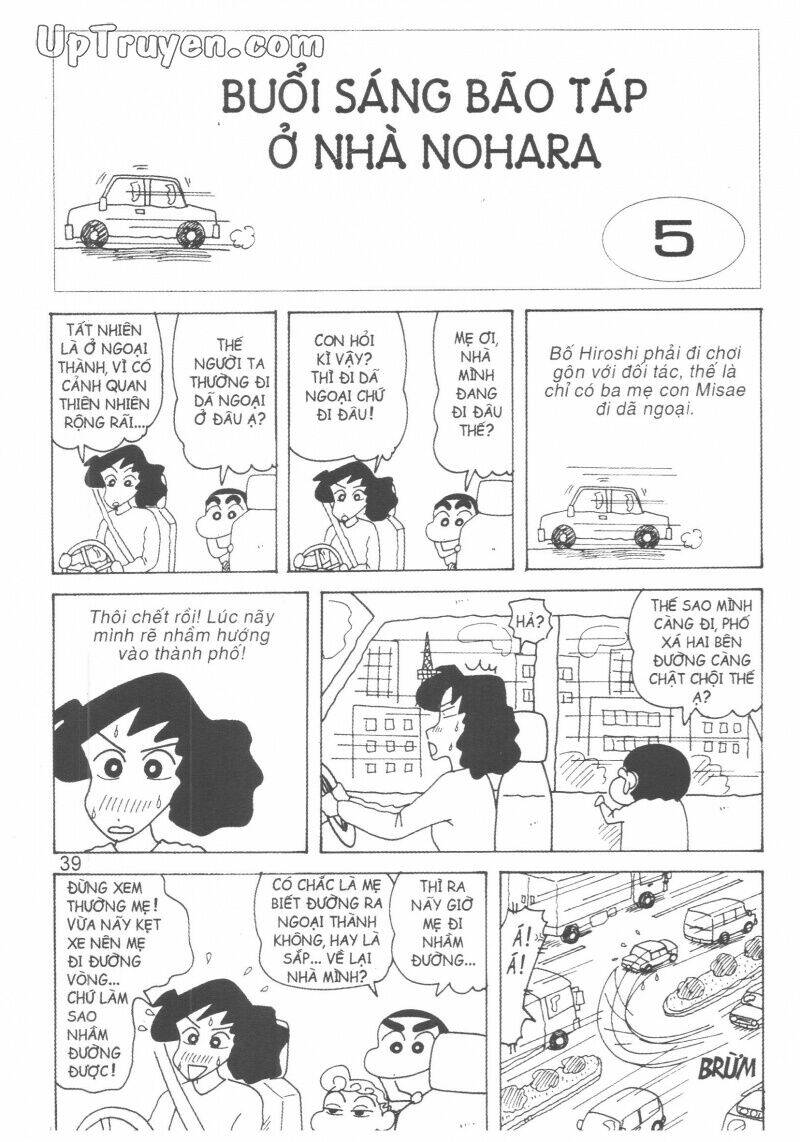 UpTruyen.com
BUỔI SÁNG BÃO TÁP
Ở NHÀ NOHARA
5
Bố Hiroshi phải đi chơi
gôn với đối tác, thế là
chỉ có ba mẹ con Misae
đi dã ngoại.
MẸ ƠI,
NHÀ
MÌNH
ĐANG
ĐI ĐÂU
THẾ?
CON HỎI
KÌ VẬY?
THÌ ĐI DÃ
NGOẠI CHỨ
ĐI ĐÂU!
THẾ
NGƯỜI TA
THƯỜNG ĐI
DÃ NGOẠI
Ở ĐÂU Ạ?
TẤT NHIÊN
LÀ Ở NGOẠI
THÀNH, VÌ CÓ
CẢNH QUAN
THIÊN NHIÊN
RỘNG RÃI...
THẾ SAO MÌNH
CÀNG ĐI, PHỐ
XÁ HAI BÊN
ĐƯỜNG CÀNG
CHẬT CHỘI THẾ
Ạ?
HẢ?
Thôi chết rồi! Lúc nãy
mình rẽ nhầm hướng
vào thành phố!
39
Á!
Á!
BRỪM
THÌ RA
NÃY GIỜ
MẸ ĐI
NHẦM
ĐƯỜNG...
CÓ CHẮC LÀ MẸ
BIẾT ĐƯỜNG RA
NGOẠI THÀNH
KHÔNG, HAY LÀ
SẮP... VỀ LẠI
NHÀ MÌNH?
ĐỪNG XEM
THƯỜNG MẸ!
VỪA NÃY KẸT
XE NÊN MẸ
ĐI ĐƯỜNG
VÒNG...
CHỨ LÀM
SAO
NHẦM
ĐƯỜNG
ĐƯỢC!